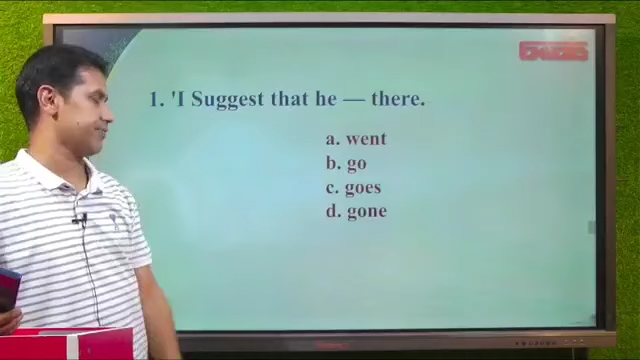 1. 'I Suggest that he — there.
a. went
b. go
c. goes
d. gone